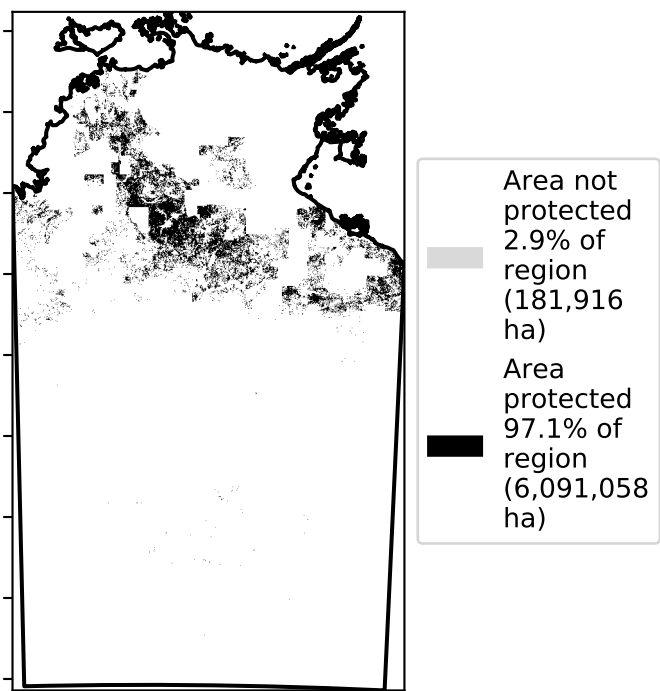 Area not
protected
2.9% of
region
(181,916
ha)
Area
protected
97.1% of
region
(6,091,058
ha)